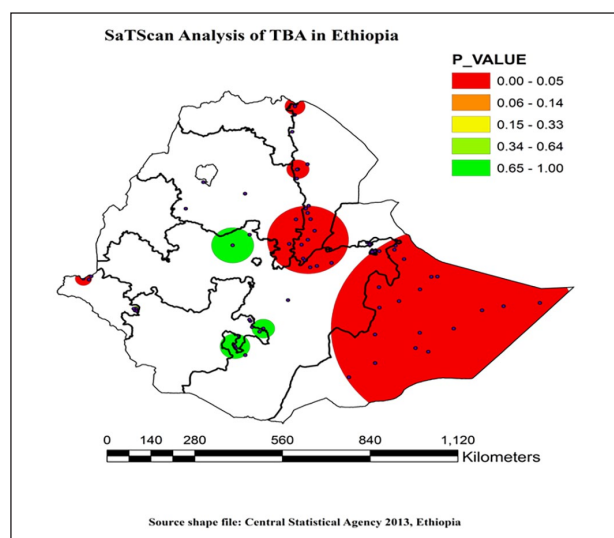 SaTScan Analysis of TBA in Ethiopia
P_VALUE
0.00 - 0.05
0.06 - 0.14
0.15 - 0.33
0.34 - 0.64
0.65 - 1.00
0 140 280 560 840 1,120
Kilometers
Source shape file: Central Statistical Agency 2013, Ethiopia